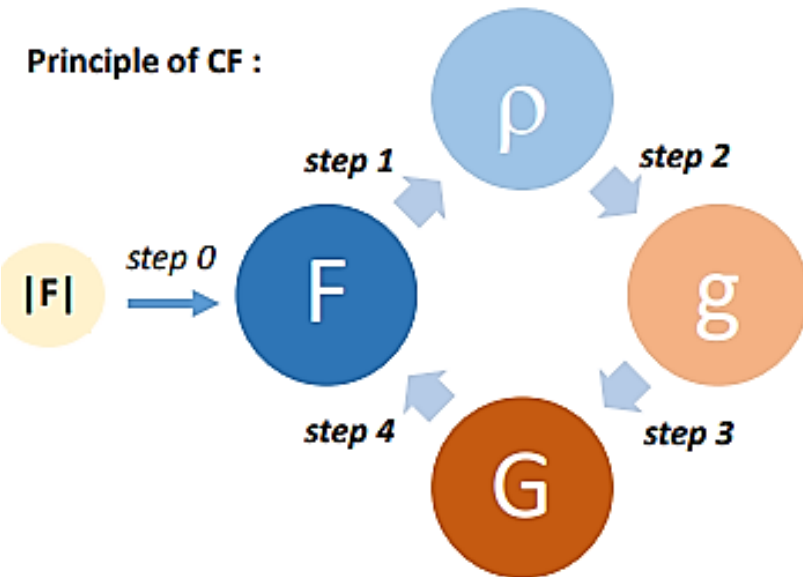 Principle of CF :
ρ
step 1
step 2
|F|
step 0
F
g
step 4
step 3
G